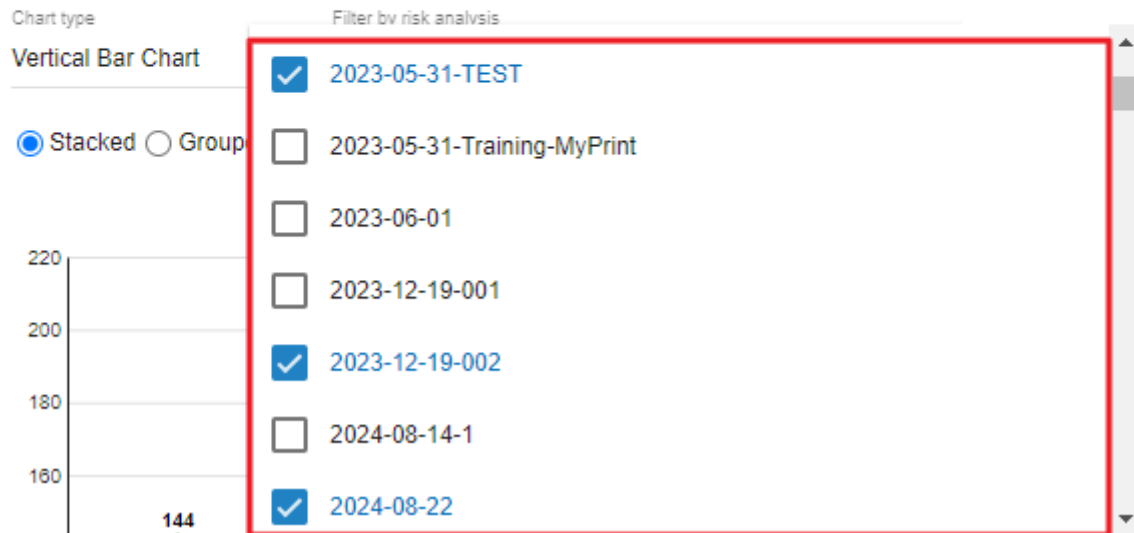 Chart type
Filter by risk analysis
Vertical Bar Chart
2023-05-31-TEST
Stacked
Group
2023-05-31-Training-MyPrint
2023-06-01
220
2023-12-19-001
200
2023-12-19-002
180
2024-08-14-1
160
2024-08-22
144